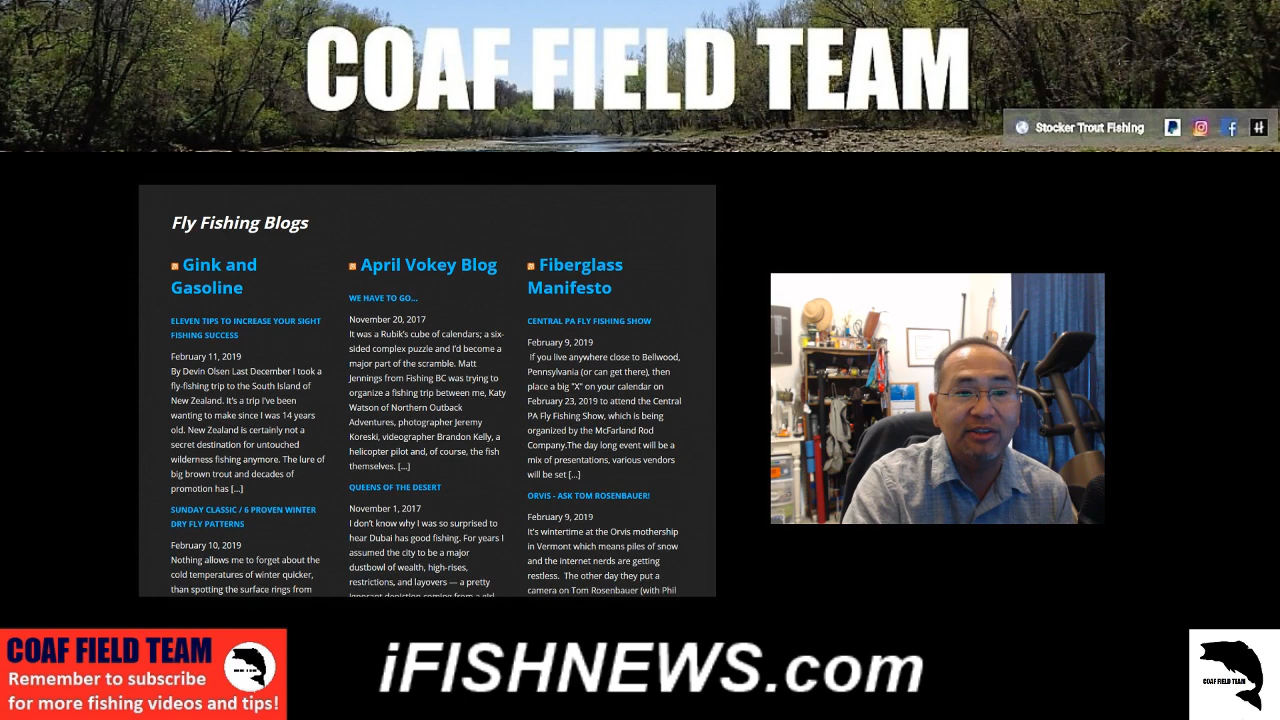 COAF FIELD TEAM
Stocker Trout Fishing
Fly Fishing Blogs
Gink and
Gasoline
ELEVEN TIPS TO INCREASE YOUR SIGHT
FISHING SUCCESS
February 11, 2019
By Devin Olsen Last December I took a
fly-fishing trip to the South Island of
New Zealand. It's a trip I've been
wanting to make since I was 14 years
old. New Zealand is certainly not a
secret destination for untouched
wilderness fishing anymore. The lure of
big brown trout and decades of
promotion has [...]
SUNDAY CLASSIC / 6 PROVEN WINTER
DRY FLY PATTERNS
February 10, 2019
Nothing allows me to forget about the
cold temperatures of winter quicker,
than spotting the surface rings from
April Vokey Blog
WE HAVE TO GO...
November 20, 2017
It was a Rubik's cube of calendars; a six-
sided complex puzzle and I'd become a
major part of the scramble. Matt
Jennings from Fishing BC was trying to
organize a fishing trip between me, Katy
Watson of Northern Outback
Adventures, photographer Jeremy
Koreski, videographer Brandon Kelly, a
helicopter pilot and, of course, the fish
themselves. [...]
QUEENS OF THE DESERT
November 1, 2017
I don't know why I was so surprised to
hear Dubai has good fishing. For years I
assumed the city to be a major
dustbowl of wealth, high-rises,
restrictions, and layovers — a pretty
ignorant depiction coming from a girl
Fiberglass
Manifesto
CENTRAL PA FLY FISHING SHOW
February 9, 2019
If you live anywhere close to Bellwood,
Pennsylvania (or can get there), then
place a big "X" on your calendar on
February 23, 2019 to attend the Central
PA Fly Fishing Show, which is being
organized by the McFarland Rod
Company.The day long event will be a
mix of presentations, various vendors
will be set [...]
ORVIS - ASK TOM ROSENBAUER!
February 9, 2019
It's wintertime at the Orvis mothership
in Vermont which means piles of snow
and the internet nerds are getting
restless. The other day they put a
camera on Tom Rosenbauer (with Phil
COAF FIELD TEAM
Remember to subscribe
for more fishing videos and tips!
iFISHNEWS.com
COAF FIELD TEAM